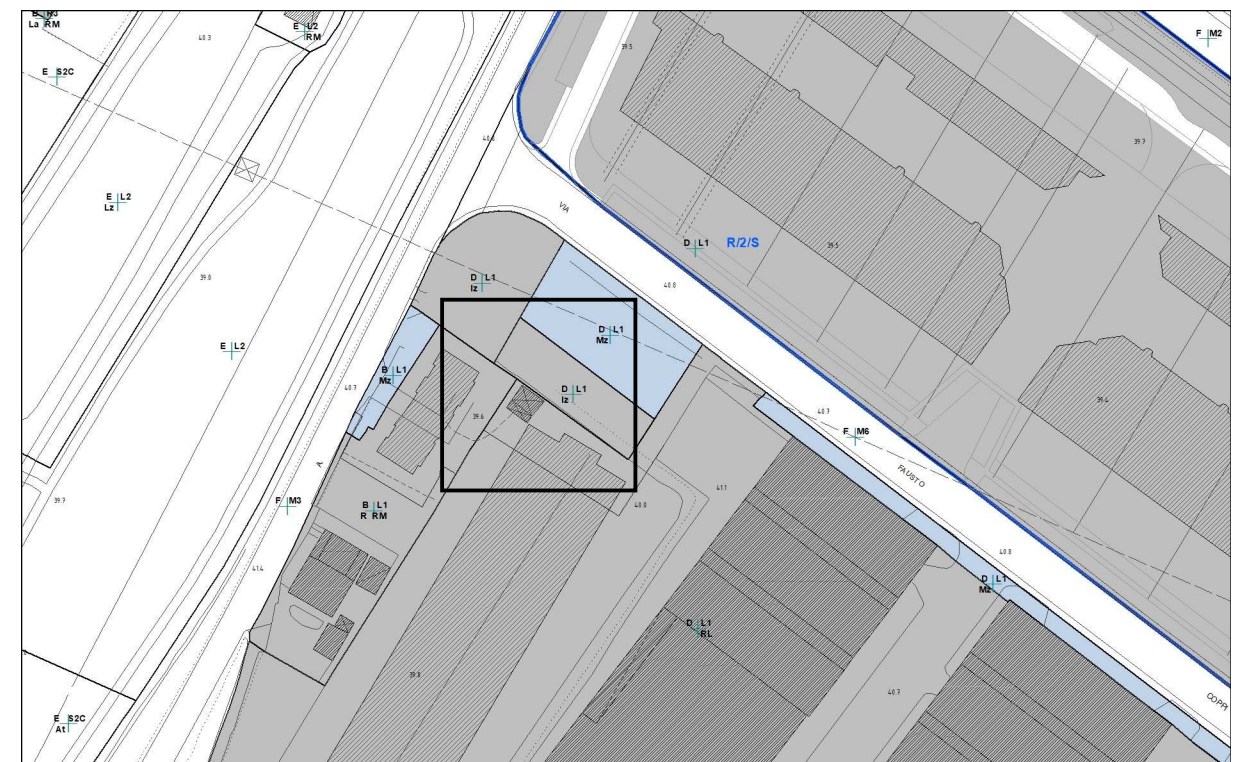 B R3
La RM
E L2
RM
F M2
40.3
39.5
E S2C
40.8
39.7
E L2
Lz
VIA
D L1
R/2/S
39.5
39.0
D L1
Iz
40.8
D L1
Mz
E L2
B L1
Mz
40.7
D L1
Iz
39.4
39.6
40.7
F M6
A.
FAUSTO
41.1
39.7
F M3
B L1
R RM
40.0
40.8
41.4
D L1
Mz
D L1
RL
39.8
40.7
COPPI
E S2C
At